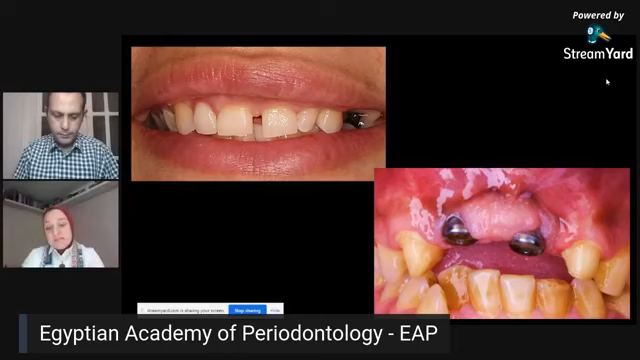 Powered by
StreamYard
streamyard.com is sharing your screen.
Stop sharing
Hide
Egyptian Academy of Periodontology - EAP